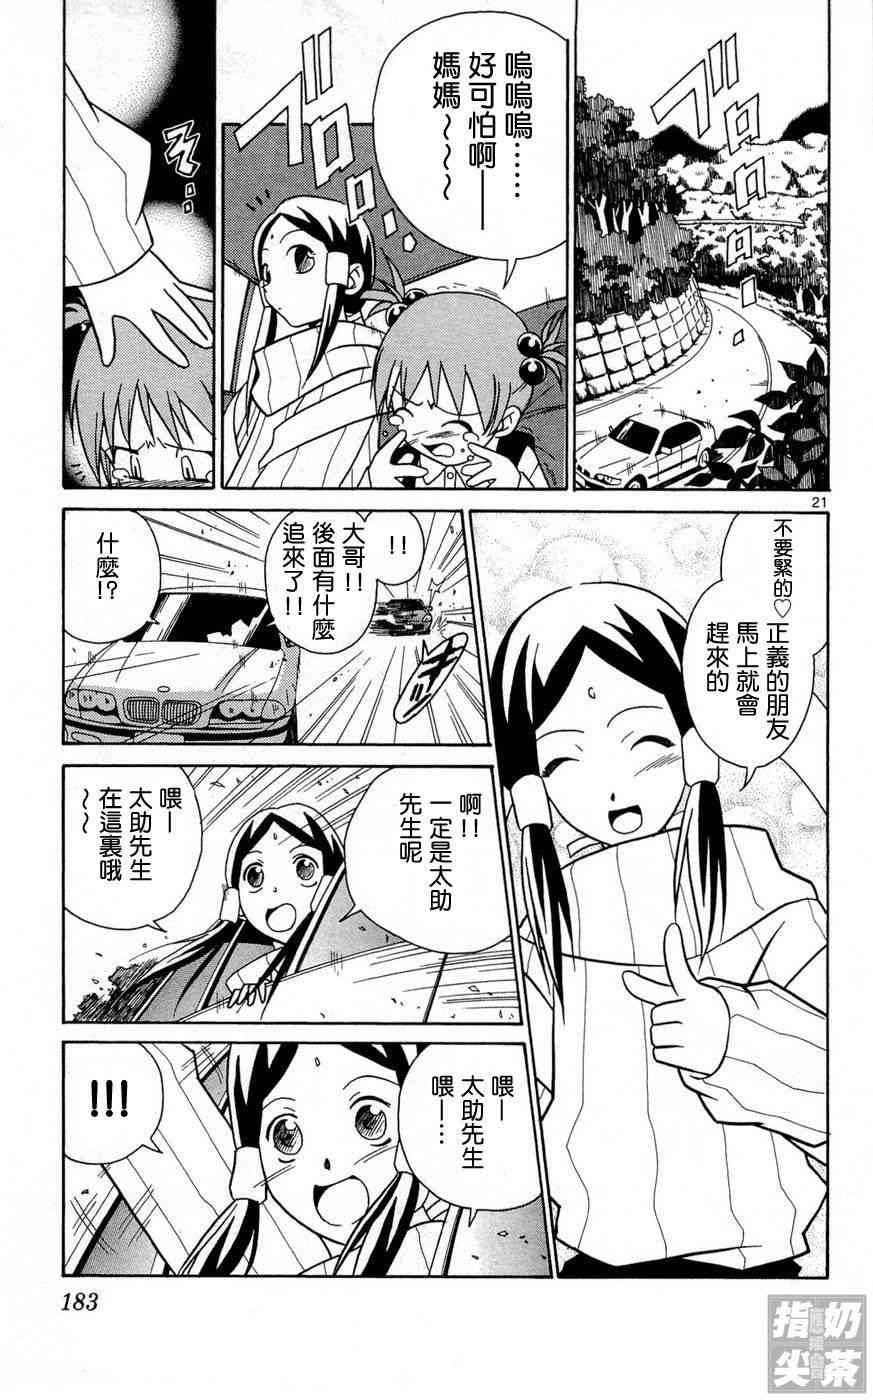 ブロロロ
ブロロ
嗚嗚嗚……
好可怕啊——
媽媽～～～
そ…
21
不要緊的♡
正義的朋友
馬上就會
趕來的
!!
大哥!!
後面有什麼
追來了!!
什麼!?
啊!!
一定是太助
先生呢
喂—
太助先生
在這裏哦
～～
喂—
太助先生
喂—…
!!!
183
指尖
奶茶